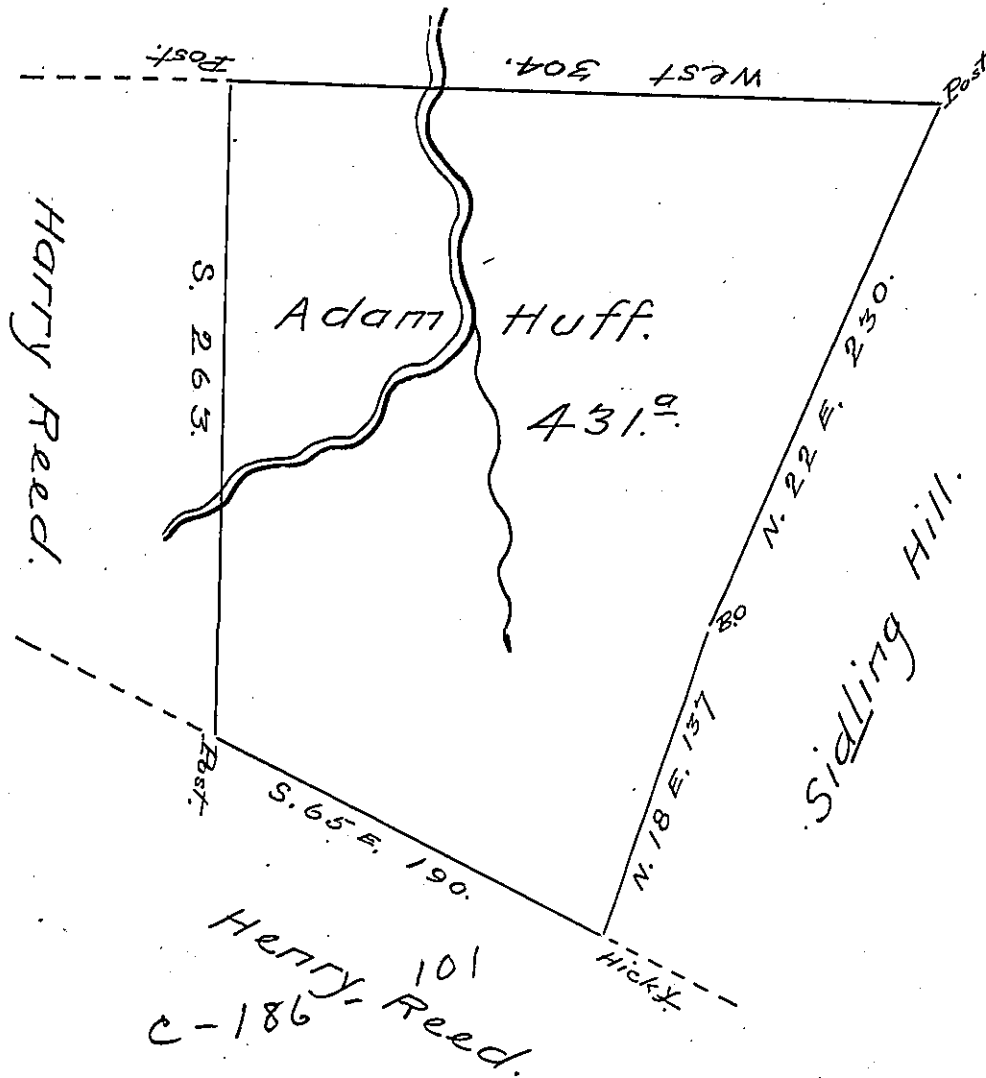 Post.
West 304.
Post
Harry Reed.
S. 263.
Adam Huff.
431.a
N. 22 E. 230.
B.O
N. 18 E. 137
Sidling Hill.
Post.
S. 65 E. 190.
Hicky.
Henry Reed.
101
C-186